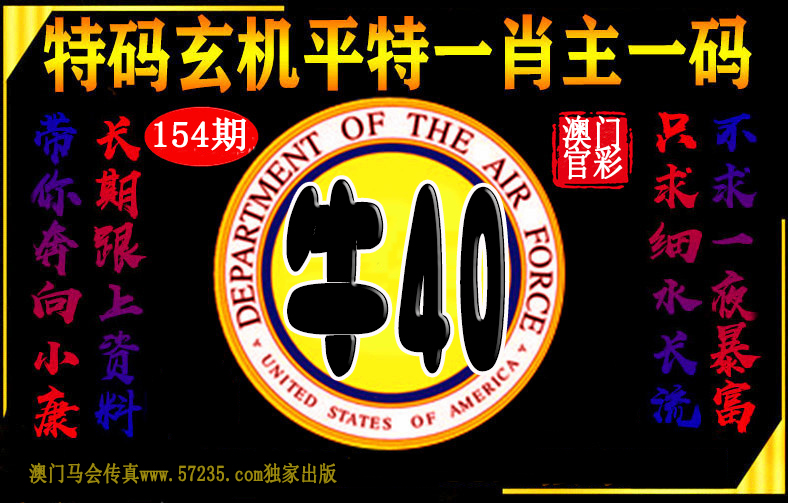 特码玄机平特一肖主一码
154期
澳门
官彩
不求一夜暴富
只求细水长流
长期跟上资料
带你奔向小康
DEPARTMENT OF THE AIR FORCE
牛40
UNITED STATES OF AMERICA
澳门马会传真www.57235.com独家出版